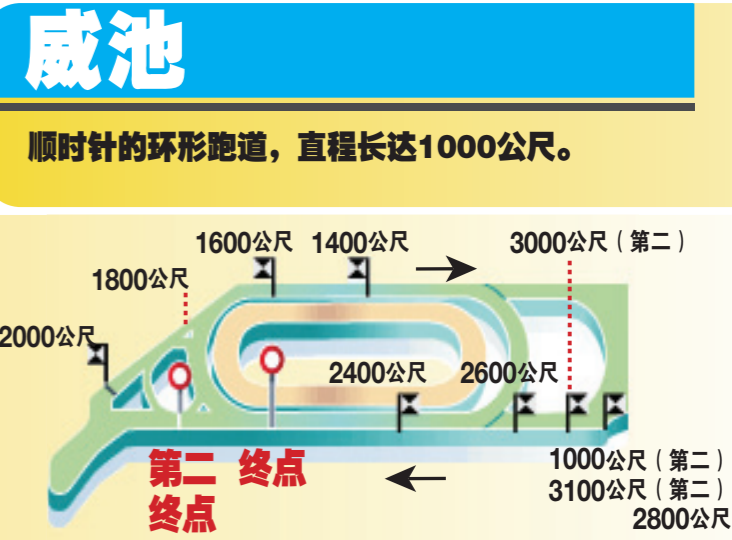 威池
顺时针的环形跑道，直程长达1000公尺。
1600公尺 1400公尺 3000公尺（第二）
1800公尺
2000公尺
2400公尺 2600公尺
第二 终点
终点
1000公尺（第二）
3100公尺（第二）
2800公尺